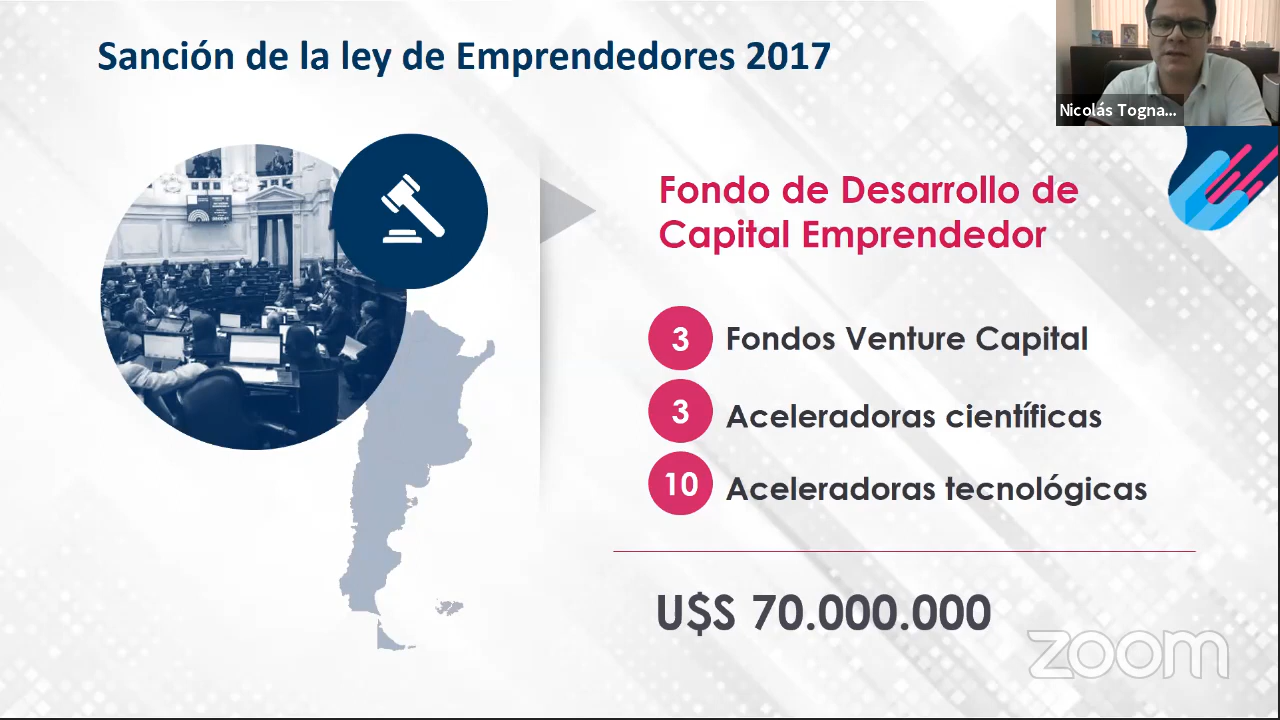 Sanción de la ley de Emprendedores 2017
Nicolás Togna...
Fondo de Desarrollo de
Capital Emprendedor
3 Fondos Venture Capital
3 Aceleradoras científicas
10 Aceleradoras tecnológicas
U$S 70.000.000
zoom